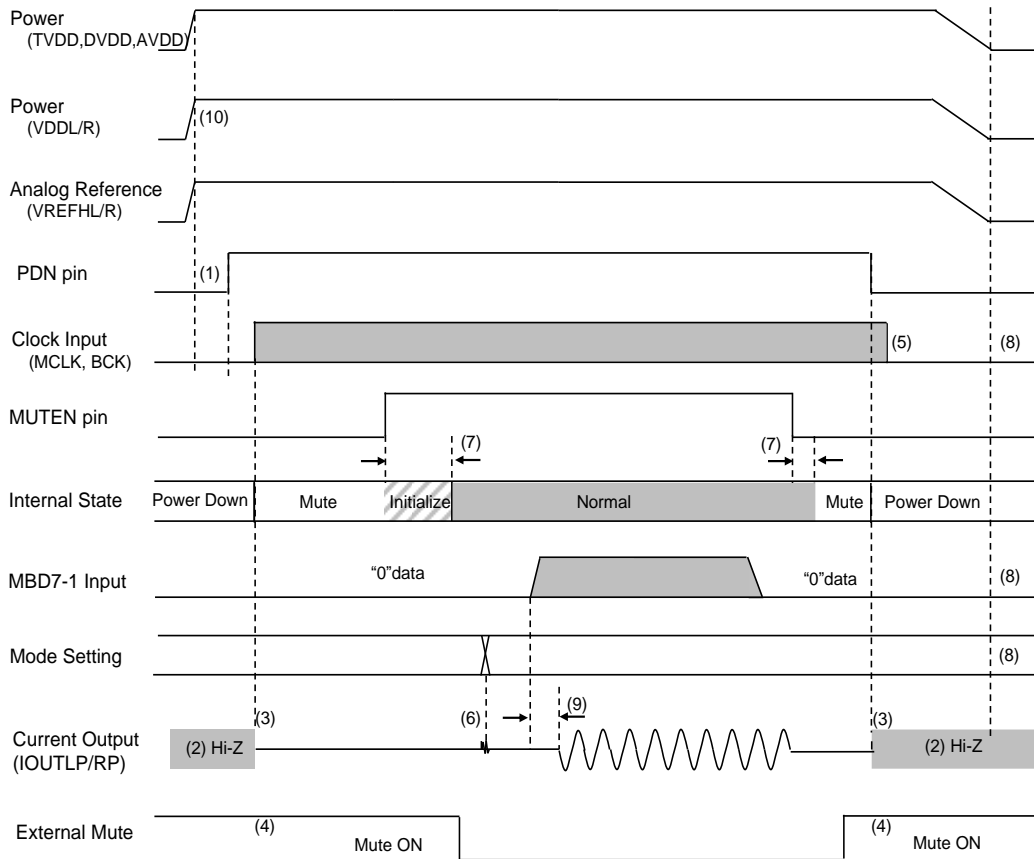 Power
(TVDD,DVDD,AVDD)
Power
(VDDL/R)
(10)
Analog Reference
(VREFHL/R)
PDN pin
(1)
Clock Input
(MCLK, BCK)
(5)
(8)
MUTEN pin
(7)
(7)
Internal State
Power Down
Mute
Initialize
Normal
Mute
Power Down
MBD7-1 Input
“0”data
“0”data
(8)
Mode Setting
(8)
Current Output
(IOUTLP/RP)
(2) Hi-Z
(3)
(6)
(9)
(3)
(2) Hi-Z
External Mute
(4)
Mute ON
(4)
Mute ON